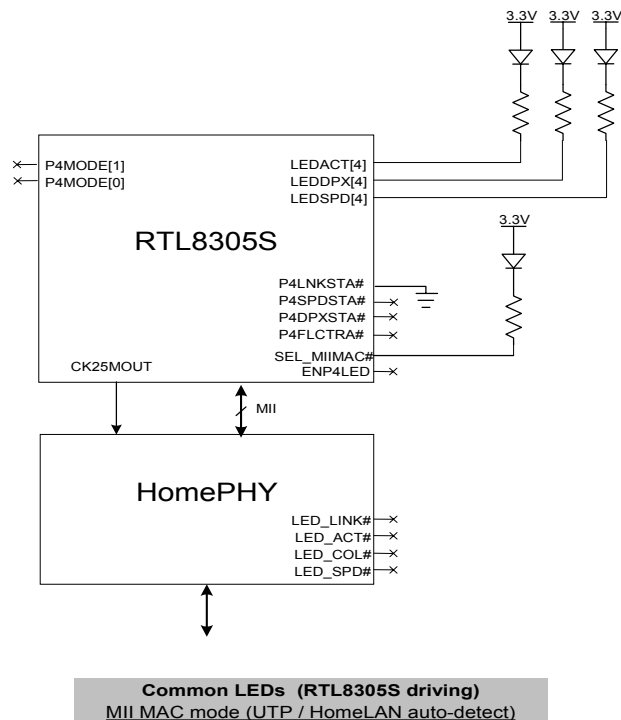 3.3V 3.3V 3.3V
P4MODE[1]
P4MODE[0]
LEDACT[4]
LEDDPX[4]
LEDSPD[4]
RTL8305S
3.3V
P4LNKSTA#
P4SPDSTA#
P4DPXSTA#
P4FLCTRA#
SEL_MIIMAC#
ENP4LED
CK25MOUT
MII
HomePHY
LED_LINK#
LED_ACT#
LED_COL#
LED_SPD#
Common LEDs (RTL8305S driving)
MII MAC mode (UTP / HomeLAN auto-detect)